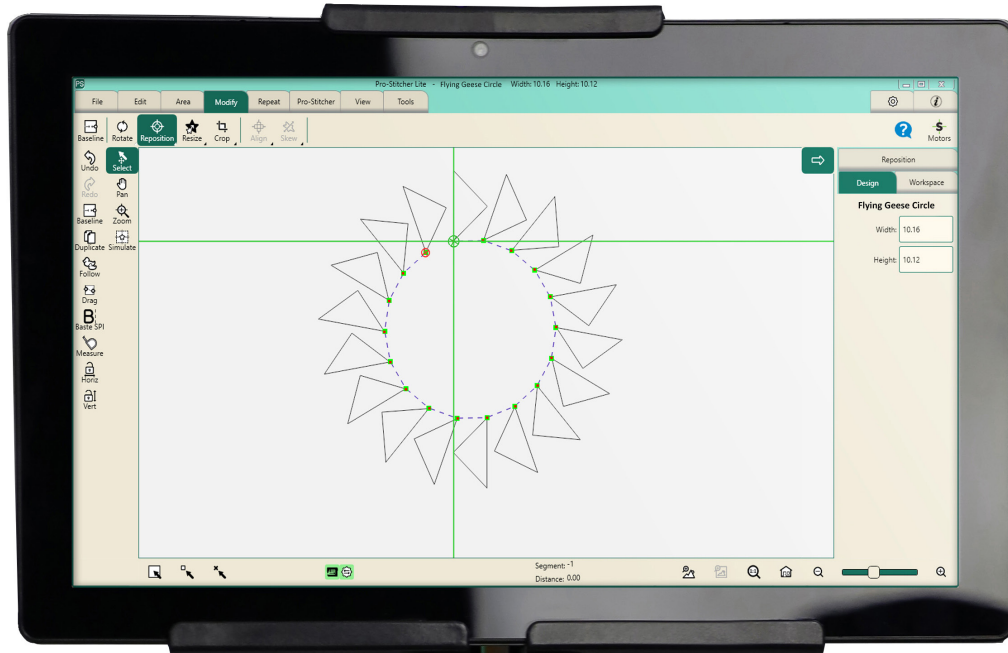 PS
Pro-Stitcher Lite - Flying Geese Circle Width: 10.16 Height: 10.12
File Edit Area Modify Repeat Pro-Stitcher View Tools
Baseline Rotate Reposition Resize Crop Align Skew
Motors
Undo Select
Redo Pan
Baseline Zoom
Duplicate Simulate
Follow
Drag
B
Baste SPI
Measure
Horiz
Vert
Reposition
Design Workspace
Flying Geese Circle
Width: 10.16
Height: 10.12
Segment: -1
Distance: 0.00
1:1